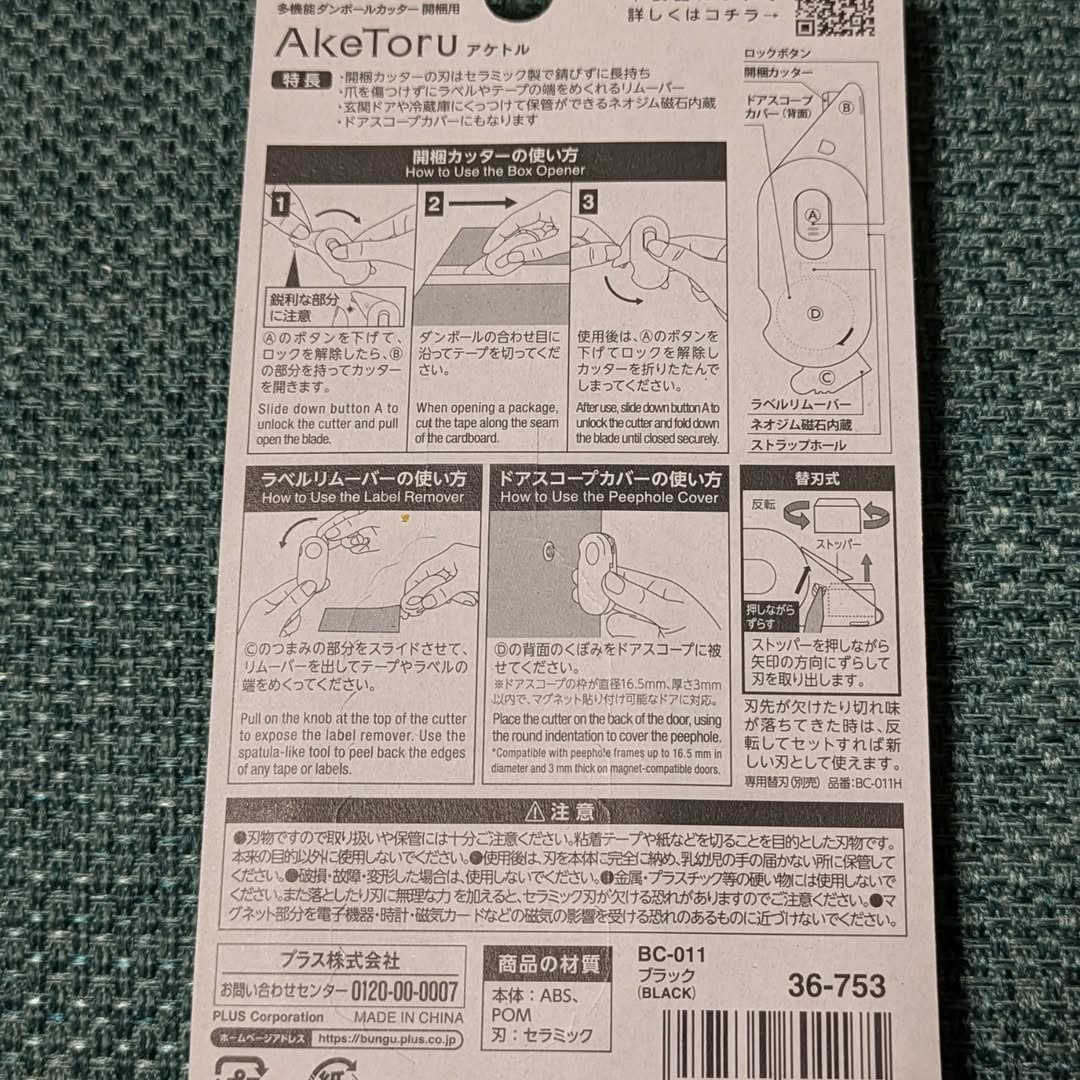 多機能ダンボールカッター 開梱用
詳しくはコチラ→
AkeToru アケトル
特長
・開梱カッターの刃はセラミック製で錆びずに長持ち
・爪を傷つけずにラベルやテープの端をめくれるリムーバー
・玄関ドアや冷蔵庫にくっつけて保管ができるネオジム磁石内蔵
・ドアスコープカバーにもなります
ロックボタン
開梱カッター
ドアスコープ
カバー(背面)
Ⓑ
Ⓐ
Ⓓ
Ⓒ
ラベルリムーバー
ネオジム磁石内蔵
ストラップホール
開梱カッターの使い方
How to Use the Box Opener
1
鋭利な部分
に注意
Ⓐのボタンを下げて、
ロックを解除したら、Ⓑ
の部分を持ってカッター
を開きます。
Slide down button A to
unlock the cutter and pull
open the blade.
2
ダンボールの合わせ目に
沿ってテープを切ってくだ
さい。
When opening a package,
cut the tape along the seam
of the cardboard.
3
使用後は、Ⓐのボタンを
下げてロックを解除し
カッターを折りたたんで
しまってください。
After use, slide down button A to
unlock the cutter and fold down
the blade until closed securely.
ラベルリムーバーの使い方
How to Use the Label Remover
Ⓒのつまみの部分をスライドさせて、
リムーバーを出してテープやラベルの
端をめくってください。
Pull on the knob at the top of the cutter
to expose the label remover. Use the
spatula-like tool to peel back the edges
of any tape or labels.
ドアスコープカバーの使い方
How to Use the Peephole Cover
Ⓓの背面のくぼみをドアスコープに被
せてください。
※ドアスコープの枠が直径16.5mm、厚さ3mm
以内で、マグネット貼り付け可能なドアに対応。
Place the cutter on the back of the door, using
the round indentation to cover the peephole.
*Compatible with peephole frames up to 16.5 mm in
diameter and 3 mm thick on magnet-compatible doors.
替刃式
反転
ストッパー
押しながら
ずらす
ストッパーを押しながら
矢印の方向にずらして
刃を取り出します。
刃先が欠けたり切れ味
が落ちてきた時は、反
転してセットすれば新
しい刃として使えます。
専用替刃(別売) 品番:BC-011H
⚠注意
●刃物ですので取り扱いや保管には十分ご注意ください。粘着テープや紙などを切ることを目的とした刃物です。
本来の目的以外に使用しないでください。●使用後は、刃を本体に完全に納め、乳幼児の手の届かない所に保管して
ください。●破損・故障・変形した場合は、使用しないでください。●金属・プラスチック等の硬い物には使用しないで
ください。また落としたり刃に無理な力を加えると、セラミック刃が欠ける恐れがありますのでご注意ください。●マ
グネット部分を電子機器・時計・磁気カードなどの磁気の影響を受ける恐れのあるものに近づけないでください。
プラス株式会社
お問い合わせセンター 0120-00-0007
PLUS Corporation MADE IN CHINA
ホームページアドレス https://bungu.plus.co.jp
商品の材質
本体：ABS、
POM
刃：セラミック
BC-011
ブラック
(BLACK)
36-753
プ
紙